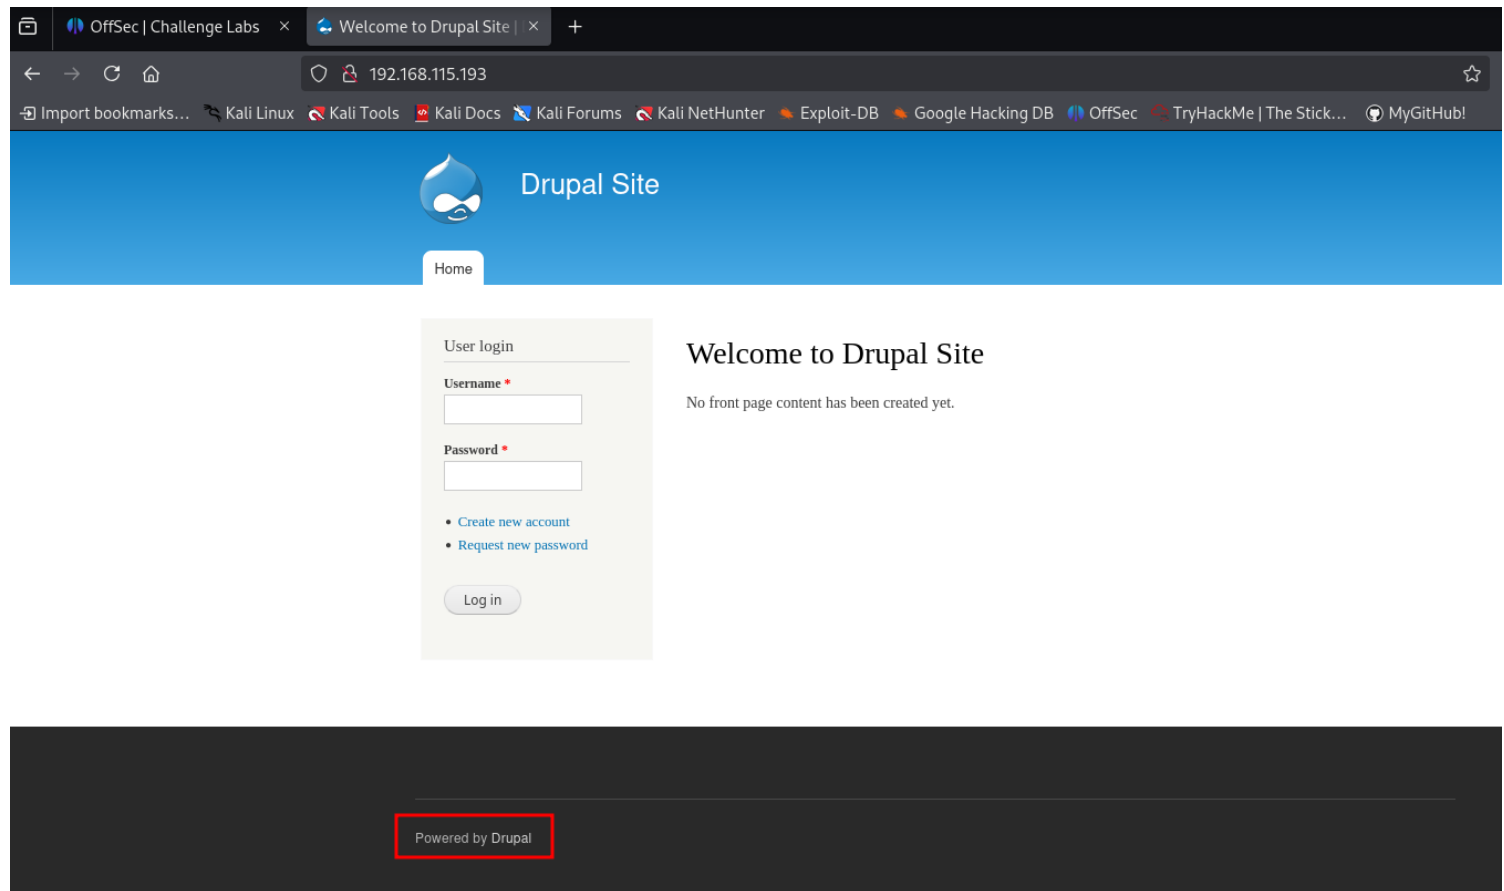 OffSec | Challenge Labs
Welcome to Drupal Site |
192.168.115.193
Import bookmarks... Kali Linux Kali Tools Kali Docs Kali Forums Kali NetHunter Exploit-DB Google Hacking DB OffSec TryHackMe | The Stick... MyGitHub!
Drupal Site
Home
User login
Username *
Password *
Create new account
Request new password
Log in
Welcome to Drupal Site
No front page content has been created yet.
Powered by Drupal